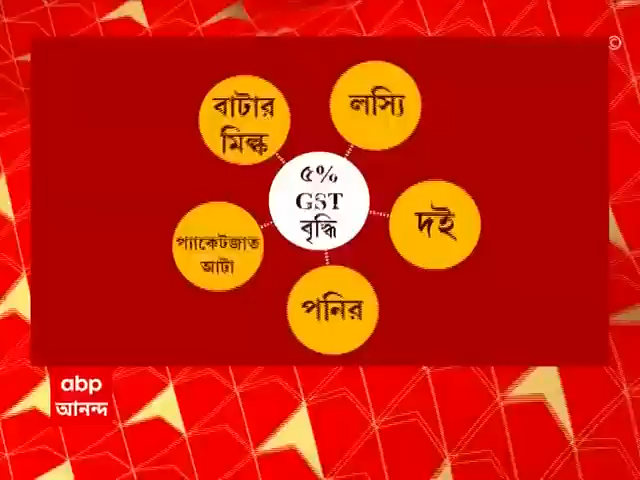 ©
বাটার
মিল্ক
লস্যি
৫%
GST
বৃদ্ধি
দই
প্যাকেটজাত
আটা
পনির
abp
আনন্দ